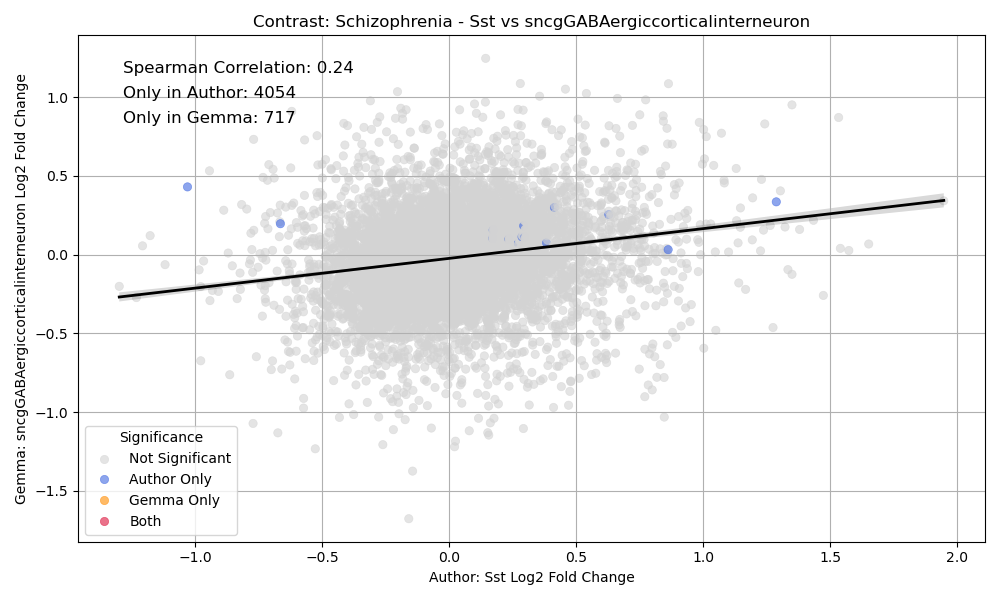 Contrast: Schizophrenia - Sst vs sncgGABAergiccorticalinterneuron
Spearman Correlation: 0.24
Only in Author: 4054
Only in Gemma: 717
Gemma: sncgGABAergiccorticalinterneuron Log2 Fold Change
1.0
0.5
0.0
−0.5
−1.0
−1.5
Significance
Not Significant
Author Only
Gemma Only
Both
−1.0
−0.5
0.0
0.5
1.0
1.5
2.0
Author: Sst Log2 Fold Change